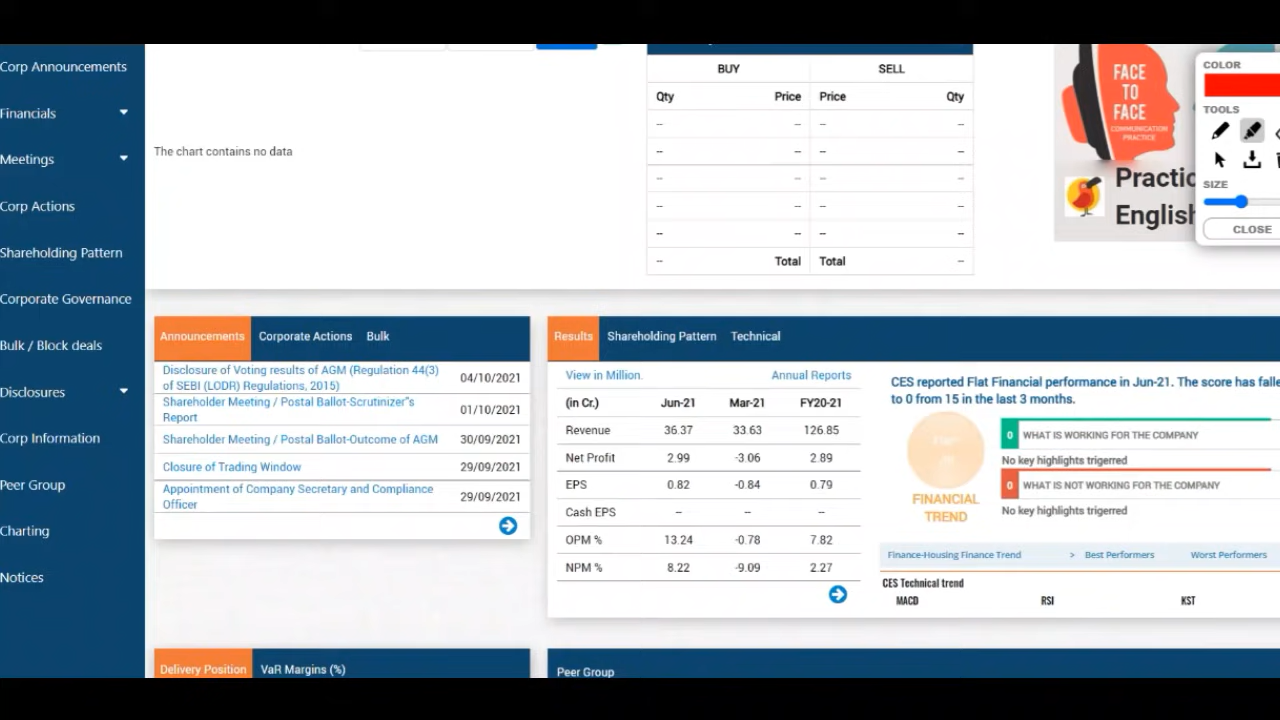 Corp Announcements
Financials
Meetings
Corp Actions
Shareholding Pattern
Corporate Governance
Bulk / Block deals
Disclosures
Corp Information
Peer Group
Charting
Notices
The chart contains no data
BUY SELL
Qty Price Price Qty
-- -- -- --
-- -- -- --
-- -- -- --
-- -- -- --
-- -- -- --
-- Total Total --
FACE
TO
FACE
COMMUNICATION
PRACTICE
Practic
English
COLOR
TOOLS
SIZE
CLOSE
Announcements Corporate Actions Bulk
Disclosure of Voting results of AGM (Regulation 44(3)
of SEBI (LODR) Regulations, 2015) 04/10/2021
Shareholder Meeting / Postal Ballot-Scrutinizer"s
Report 01/10/2021
Shareholder Meeting / Postal Ballot-Outcome of AGM 30/09/2021
Closure of Trading Window 29/09/2021
Appointment of Company Secretary and Compliance
Officer 29/09/2021
Results Shareholding Pattern Technical
View in Million. Annual Reports
(in Cr.) Jun-21 Mar-21 FY20-21
Revenue 36.37 33.63 126.85
Net Profit 2.99 -3.06 2.89
EPS 0.82 -0.84 0.79
Cash EPS -- -- --
OPM % 13.24 -0.78 7.82
NPM % 8.22 -9.09 2.27
CES reported Flat Financial performance in Jun-21. The score has falle
to 0 from 15 in the last 3 months.
FINANCIAL
TREND
0 WHAT IS WORKING FOR THE COMPANY
No key highlights trigerred
0 WHAT IS NOT WORKING FOR THE COMPANY
No key highlights trigerred
Finance-Housing Finance Trend > Best Performers Worst Performers
CES Technical trend
MACD RSI KST
Delivery Position VaR Margins (%)
Peer Group